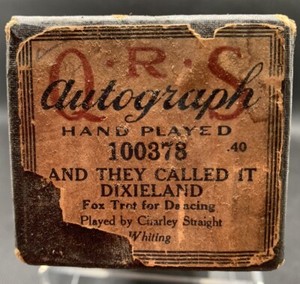 Q·R·S
Autograph
HAND PLAYED
100378 .40
AND THEY CALLED IT
DIXIELAND
Fox Trot for Dancing
Played by Charley Straight
Whiting